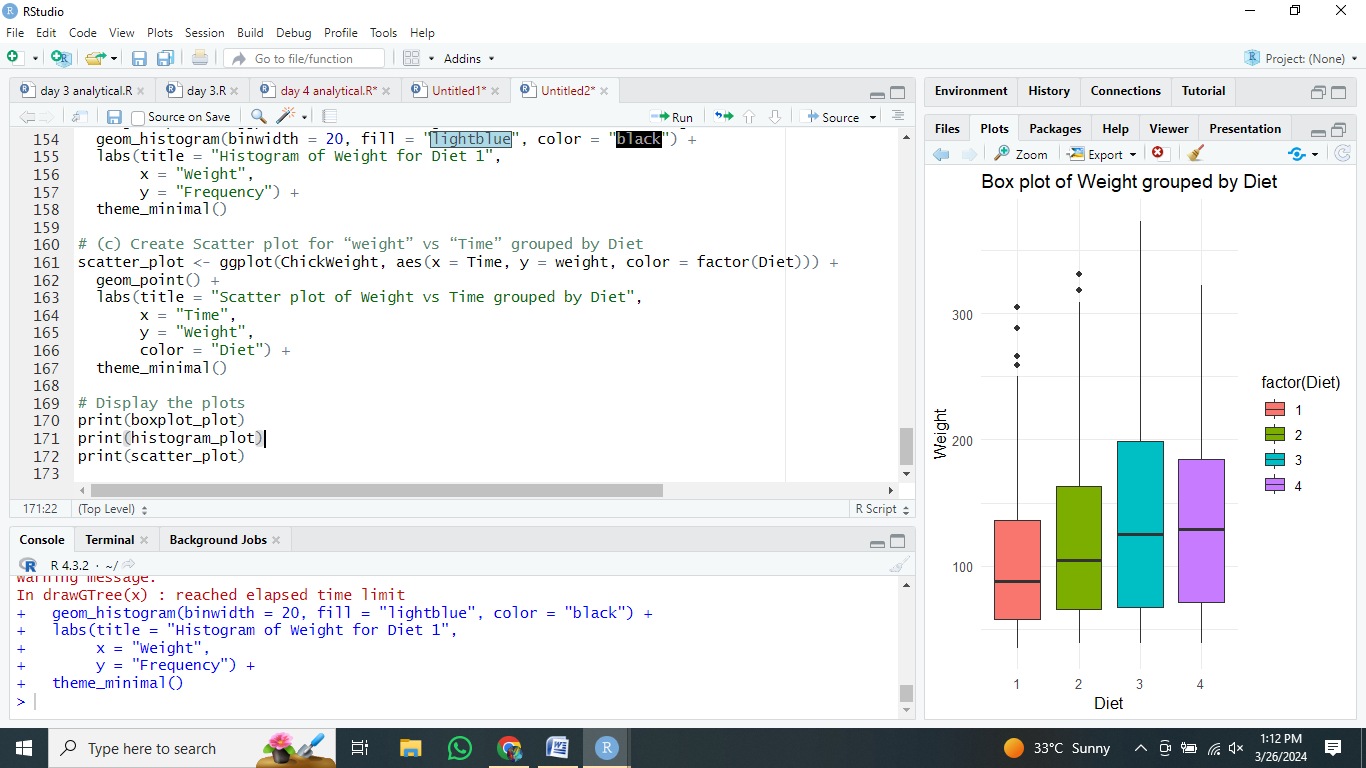 RStudio
File Edit Code View Plots Session Build Debug Profile Tools Help
Go to file/function
Addins
Project: (None)
day 3 analytical.R
day 3.R
day 4 analytical.R*
Untitled1*
Untitled2*
Source on Save
Run
Source
154 geom_histogram(binwidth = 20, fill = "lightblue", color = "black") +
155 labs(title = "Histogram of Weight for Diet 1",
156 x = "Weight",
157 y = "Frequency") +
158 theme_minimal()
159
160 # (c) Create Scatter plot for “weight” vs “Time” grouped by Diet
161 scatter_plot <- ggplot(ChickWeight, aes(x = Time, y = weight, color = factor(Diet))) +
162 geom_point() +
163 labs(title = "Scatter plot of Weight vs Time grouped by Diet",
164 x = "Time",
165 y = "Weight",
166 color = "Diet") +
167 theme_minimal()
168
169 # Display the plots
170 print(boxplot_plot)
171 print(histogram_plot)
172 print(scatter_plot)
173
171:22 (Top Level) R Script
Console Terminal Background Jobs
R 4.3.2 · ~/
Warning message:
In drawGTree(x) : reached elapsed time limit
+ geom_histogram(binwidth = 20, fill = "lightblue", color = "black") +
+ labs(title = "Histogram of Weight for Diet 1",
+ x = "Weight",
+ y = "Frequency") +
+ theme_minimal()
>
Environment History Connections Tutorial
Files Plots Packages Help Viewer Presentation
Zoom Export
Box plot of Weight grouped by Diet
300
200
100
Weight
1 2 3 4
Diet
factor(Diet)
1
2
3
4
Type here to search
33°C Sunny
1:12 PM
3/26/2024